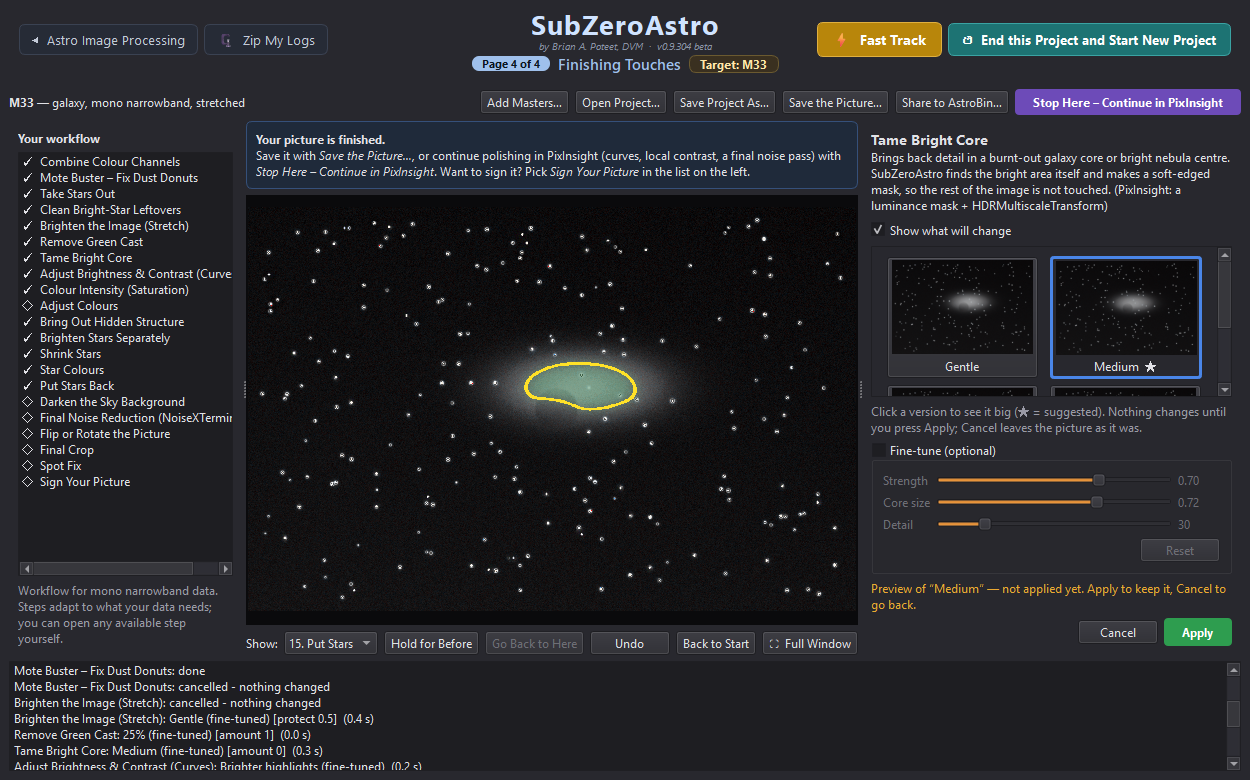 Astro Image Processing
Zip My Logs
SubZeroAstro
by Brian A. Poteet, DVM · v0.9.304 beta
Page 4 of 4
Finishing Touches
Target: M33
Fast Track
End this Project and Start New Project
M33 — galaxy, mono narrowband, stretched
Add Masters...
Open Project...
Save Project As...
Save the Picture...
Share to AstroBin...
Stop Here – Continue in PixInsight
Your workflow
✓ Combine Colour Channels
✓ Mote Buster – Fix Dust Donuts
✓ Take Stars Out
✓ Clean Bright-Star Leftovers
✓ Brighten the Image (Stretch)
✓ Remove Green Cast
✓ Tame Bright Core
✓ Adjust Brightness & Contrast (Curve
✓ Colour Intensity (Saturation)
◇ Adjust Colours
✓ Bring Out Hidden Structure
✓ Brighten Stars Separately
✓ Shrink Stars
✓ Star Colours
✓ Put Stars Back
◇ Darken the Sky Background
◇ Final Noise Reduction (NoiseXTermin
◇ Flip or Rotate the Picture
◇ Final Crop
◇ Spot Fix
◇ Sign Your Picture
Workflow for mono narrowband data.
Steps adapt to what your data needs;
you can open any available step
yourself.
Your picture is finished.
Save it with Save the Picture..., or continue polishing in PixInsight (curves, local contrast, a final noise pass) with
Stop Here – Continue in PixInsight. Want to sign it? Pick Sign Your Picture in the list on the left.
Show:
15. Put Stars
Hold for Before
Go Back to Here
Undo
Back to Start
Full Window
Tame Bright Core
Brings back detail in a burnt-out galaxy core or bright nebula centre.
SubZeroAstro finds the bright area itself and makes a soft-edged
mask, so the rest of the image is not touched. (PixInsight: a
luminance mask + HDRMultiscaleTransform)
Show what will change
Gentle
Medium ★
Click a version to see it big (★ = suggested). Nothing changes until
you press Apply; Cancel leaves the picture as it was.
Fine-tune (optional)
Strength 0.70
Core size 0.72
Detail 30
Reset
Preview of “Medium” — not applied yet. Apply to keep it, Cancel to
go back.
Cancel
Apply
Mote Buster – Fix Dust Donuts: done
Mote Buster – Fix Dust Donuts: cancelled - nothing changed
Brighten the Image (Stretch): cancelled - nothing changed
Brighten the Image (Stretch): Gentle (fine-tuned) [protect 0.5] (0.4 s)
Remove Green Cast: 25% (fine-tuned) [amount 1] (0.0 s)
Tame Bright Core: Medium (fine-tuned) [amount 0] (0.3 s)
Adjust Brightness & Contrast (Curves): Brighter highlights (fine-tuned) (0.2 s)